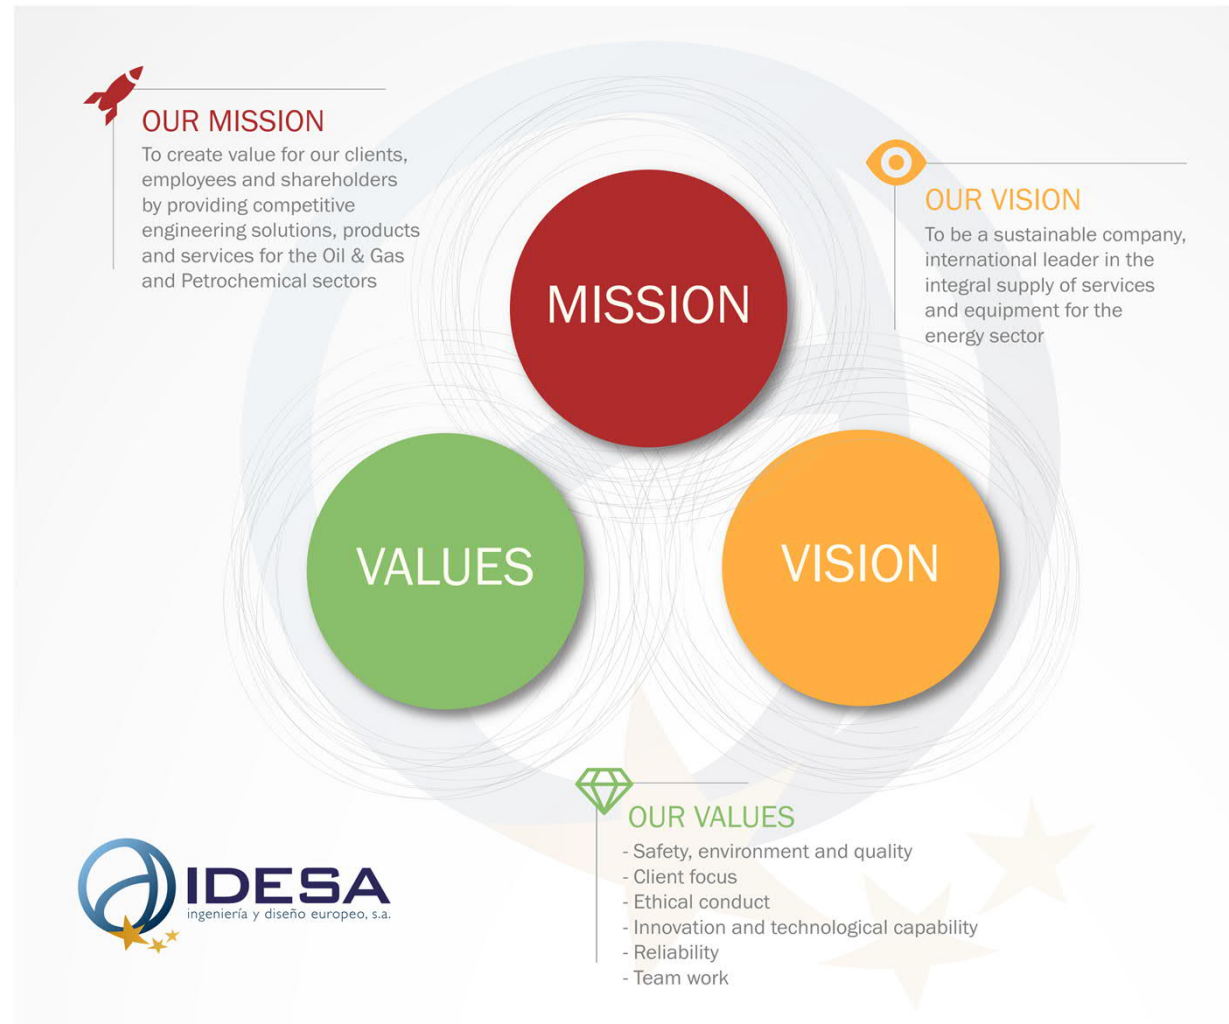 OUR MISSION
To create value for our clients,
employees and shareholders
by providing competitive
engineering solutions, products
and services for the Oil & Gas
and Petrochemical sectors
OUR VISION
To be a sustainable company,
international leader in the
integral supply of services
and equipment for the
energy sector
MISSION
VALUES
VISION
OUR VALUES
- Safety, environment and quality
- Client focus
- Ethical conduct
- Innovation and technological capability
- Reliability
- Team work
IDESA
ingeniería y diseño europeo, s.a.